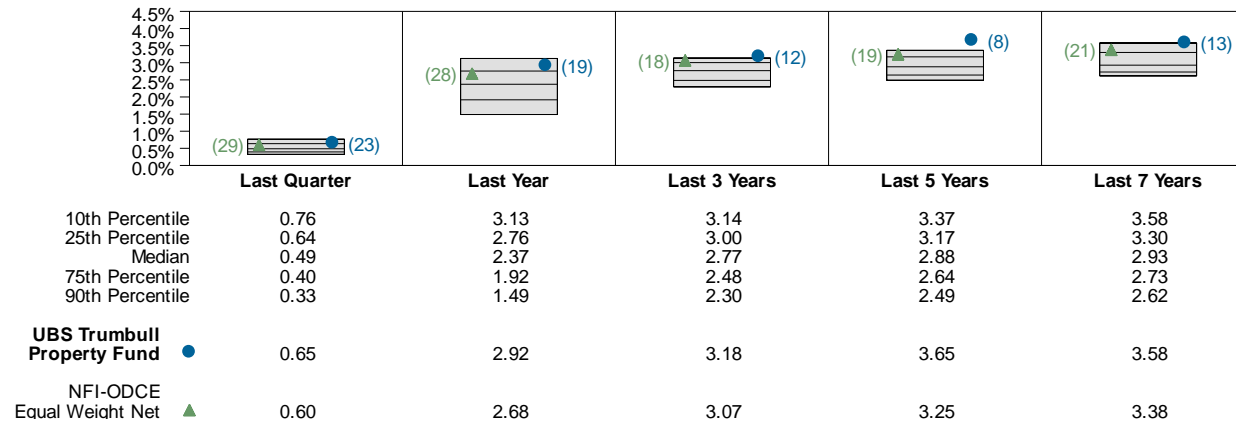 4.5%
4.0%
3.5%
3.0%
2.5%
2.0%
1.5%
1.0%
0.5%
0.0%
(29) (23)
(28) (19)
(18) (12)
(19) (8)
(21) (13)
Last Quarter Last Year Last 3 Years Last 5 Years Last 7 Years
10th Percentile 0.76 3.13 3.14 3.37 3.58
25th Percentile 0.64 2.76 3.00 3.17 3.30
Median 0.49 2.37 2.77 2.88 2.93
75th Percentile 0.40 1.92 2.48 2.64 2.73
90th Percentile 0.33 1.49 2.30 2.49 2.62
UBS Trumbull
Property Fund 0.65 2.92 3.18 3.65 3.58
NFI-ODCE
Equal Weight Net 0.60 2.68 3.07 3.25 3.38